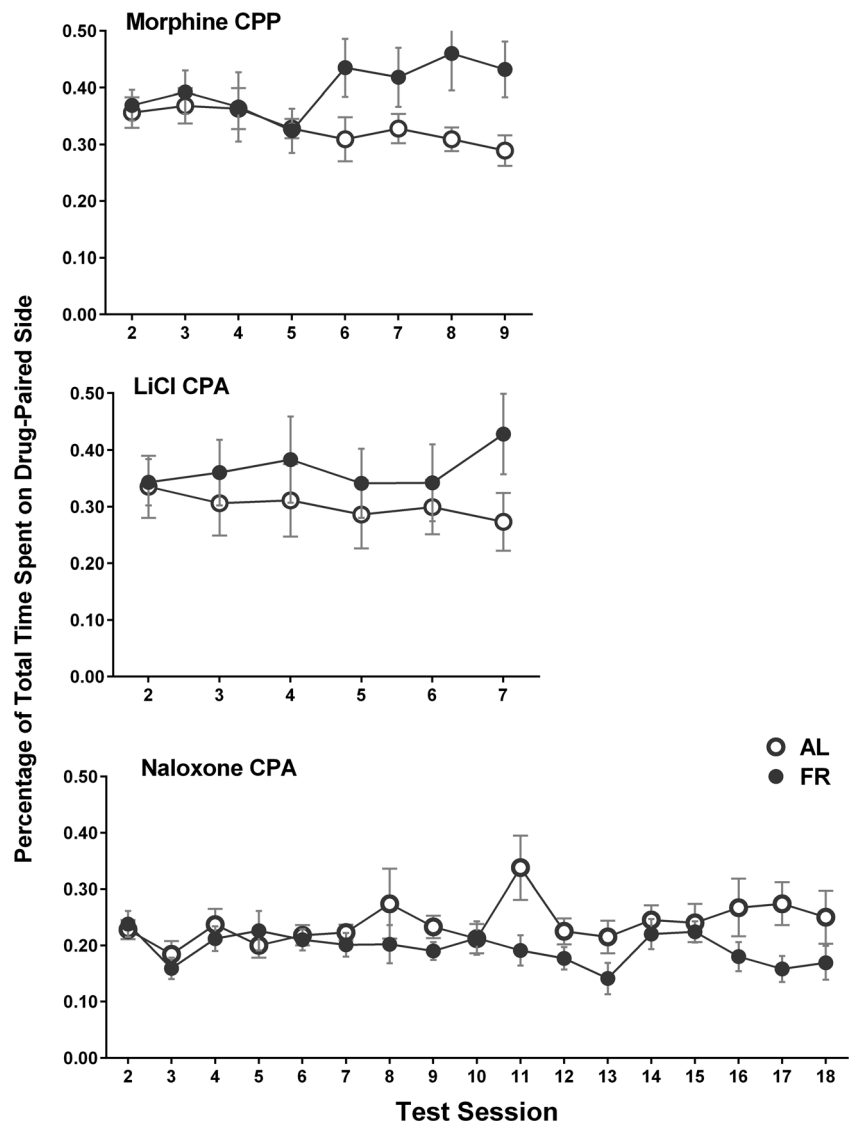 Morphine CPP
0.50
0.40
0.30
0.20
0.10
0.00
2 3 4 5 6 7 8 9
LiCl CPA
0.50
0.40
0.30
0.20
0.10
0.00
2 3 4 5 6 7
Percentage of Total Time Spent on Drug-Paired Side
AL
FR
Naloxone CPA
0.50
0.40
0.30
0.20
0.10
0.00
2 3 4 5 6 7 8 9 10 11 12 13 14 15 16 17 18
Test Session